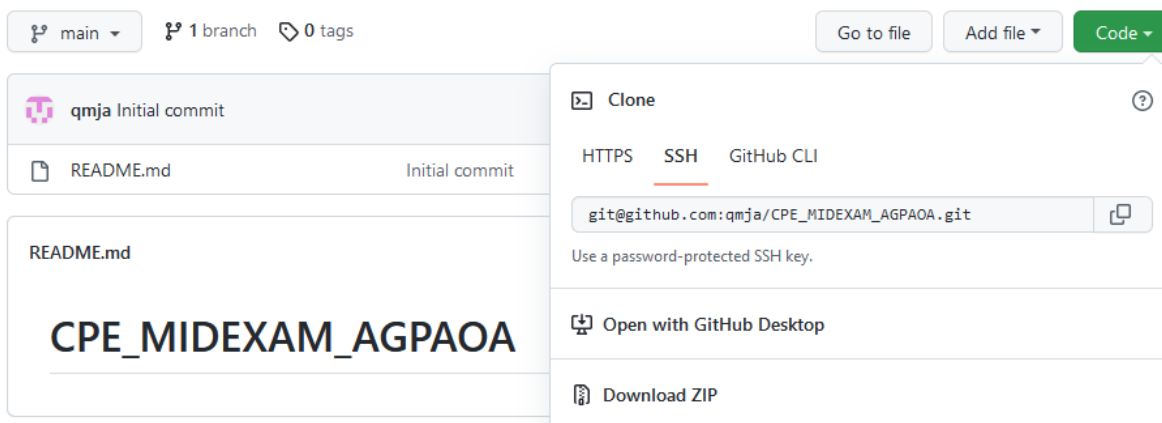 main 1 branch 0 tags Go to file Add file Code
qmja Initial commit
README.md Initial commit
README.md
CPE_MIDEXAM_AGPAOA
Clone
HTTPS SSH GitHub CLI
git@github.com:qmja/CPE_MIDEXAM_AGPAOA.git
Use a password-protected SSH key.
Open with GitHub Desktop
Download ZIP